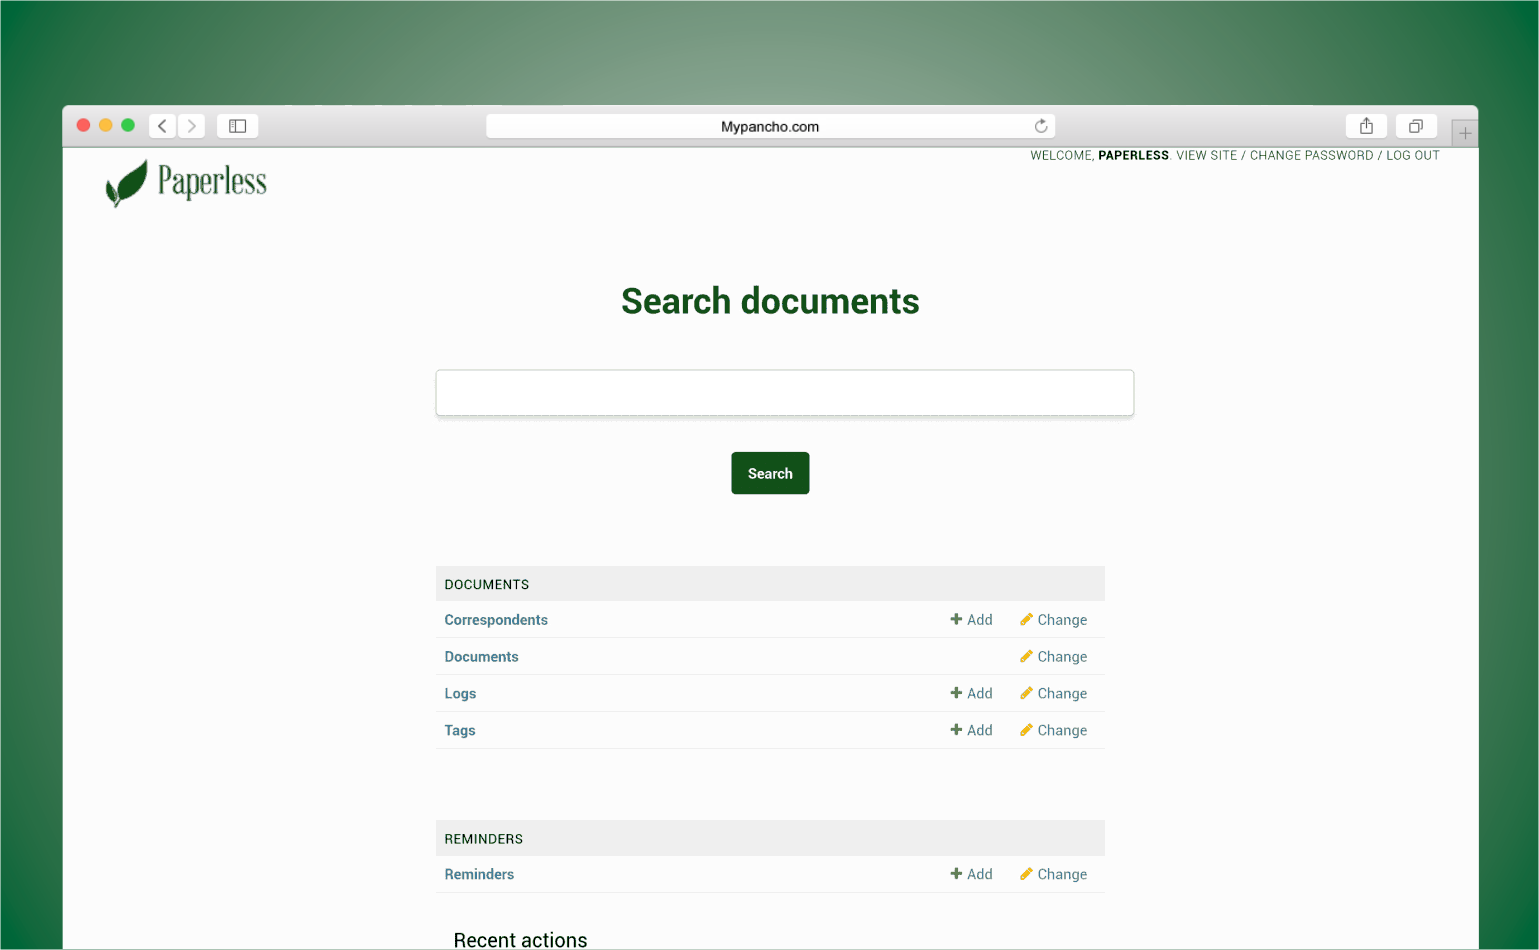 Mypancho.com
WELCOME, PAPERLESS. VIEW SITE / CHANGE PASSWORD / LOG OUT
Paperless
Search documents
Search
DOCUMENTS
Correspondents Add Change
Documents Change
Logs Add Change
Tags Add Change
REMINDERS
Reminders Add Change
Recent actions